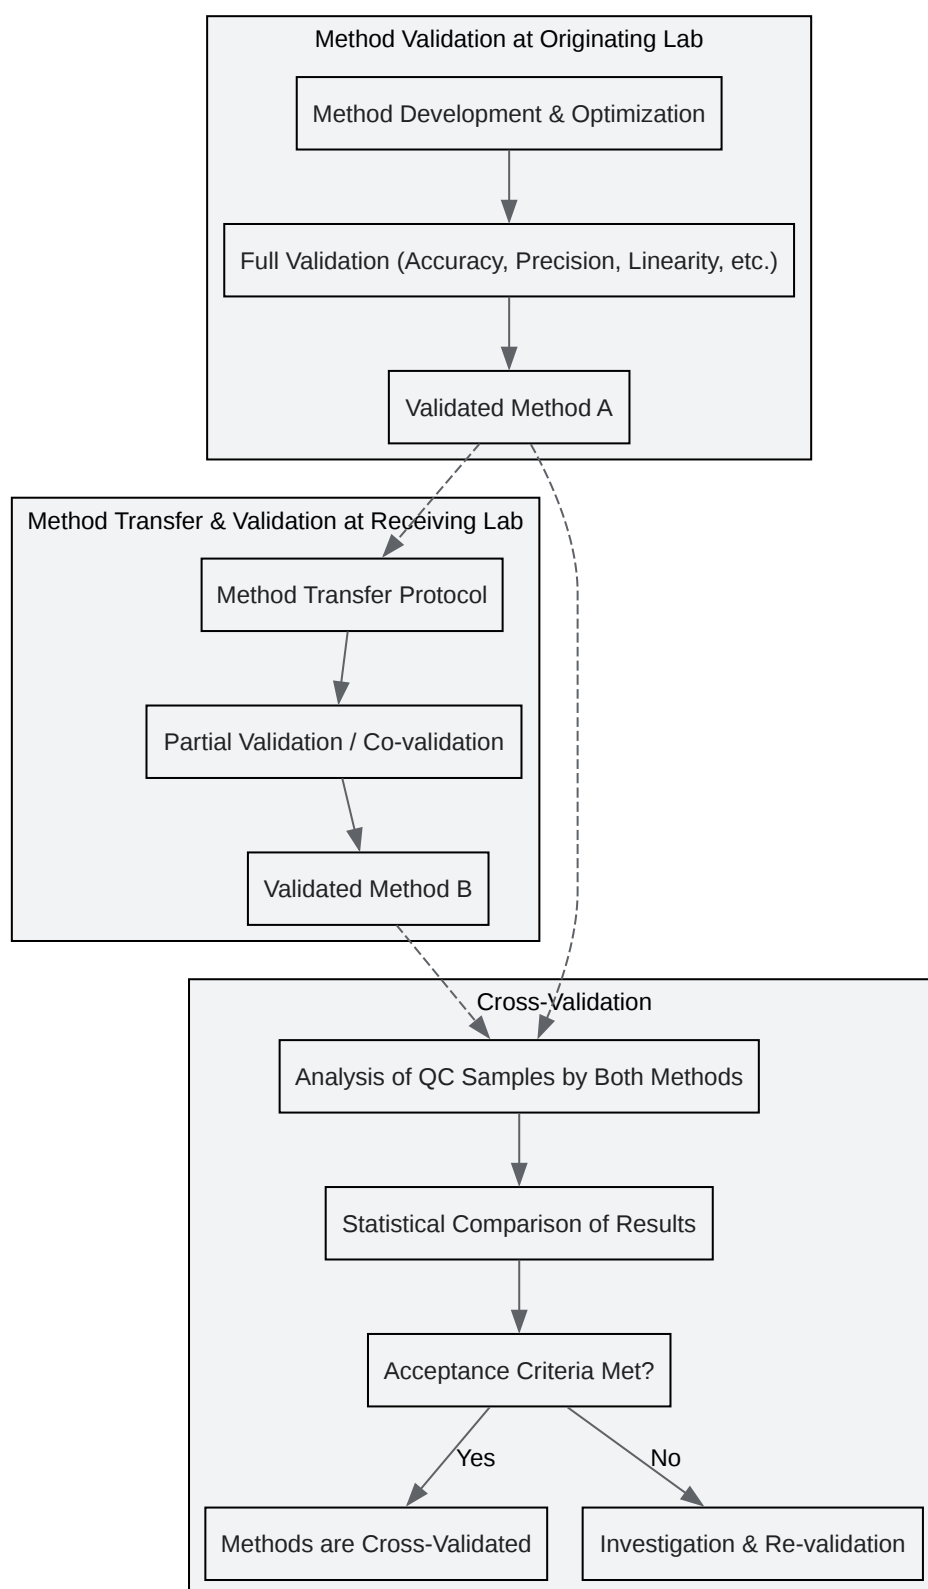 Method Validation at Originating Lab
Method Development & Optimization
Full Validation (Accuracy, Precision, Linearity, etc.)
Validated Method A
Method Transfer & Validation at Receiving Lab
Method Transfer Protocol
Partial Validation / Co-validation
Validated Method B
Cross-Validation
Analysis of QC Samples by Both Methods
Statistical Comparison of Results
Acceptance Criteria Met?
Yes
No
Methods are Cross-Validated
Investigation & Re-validation